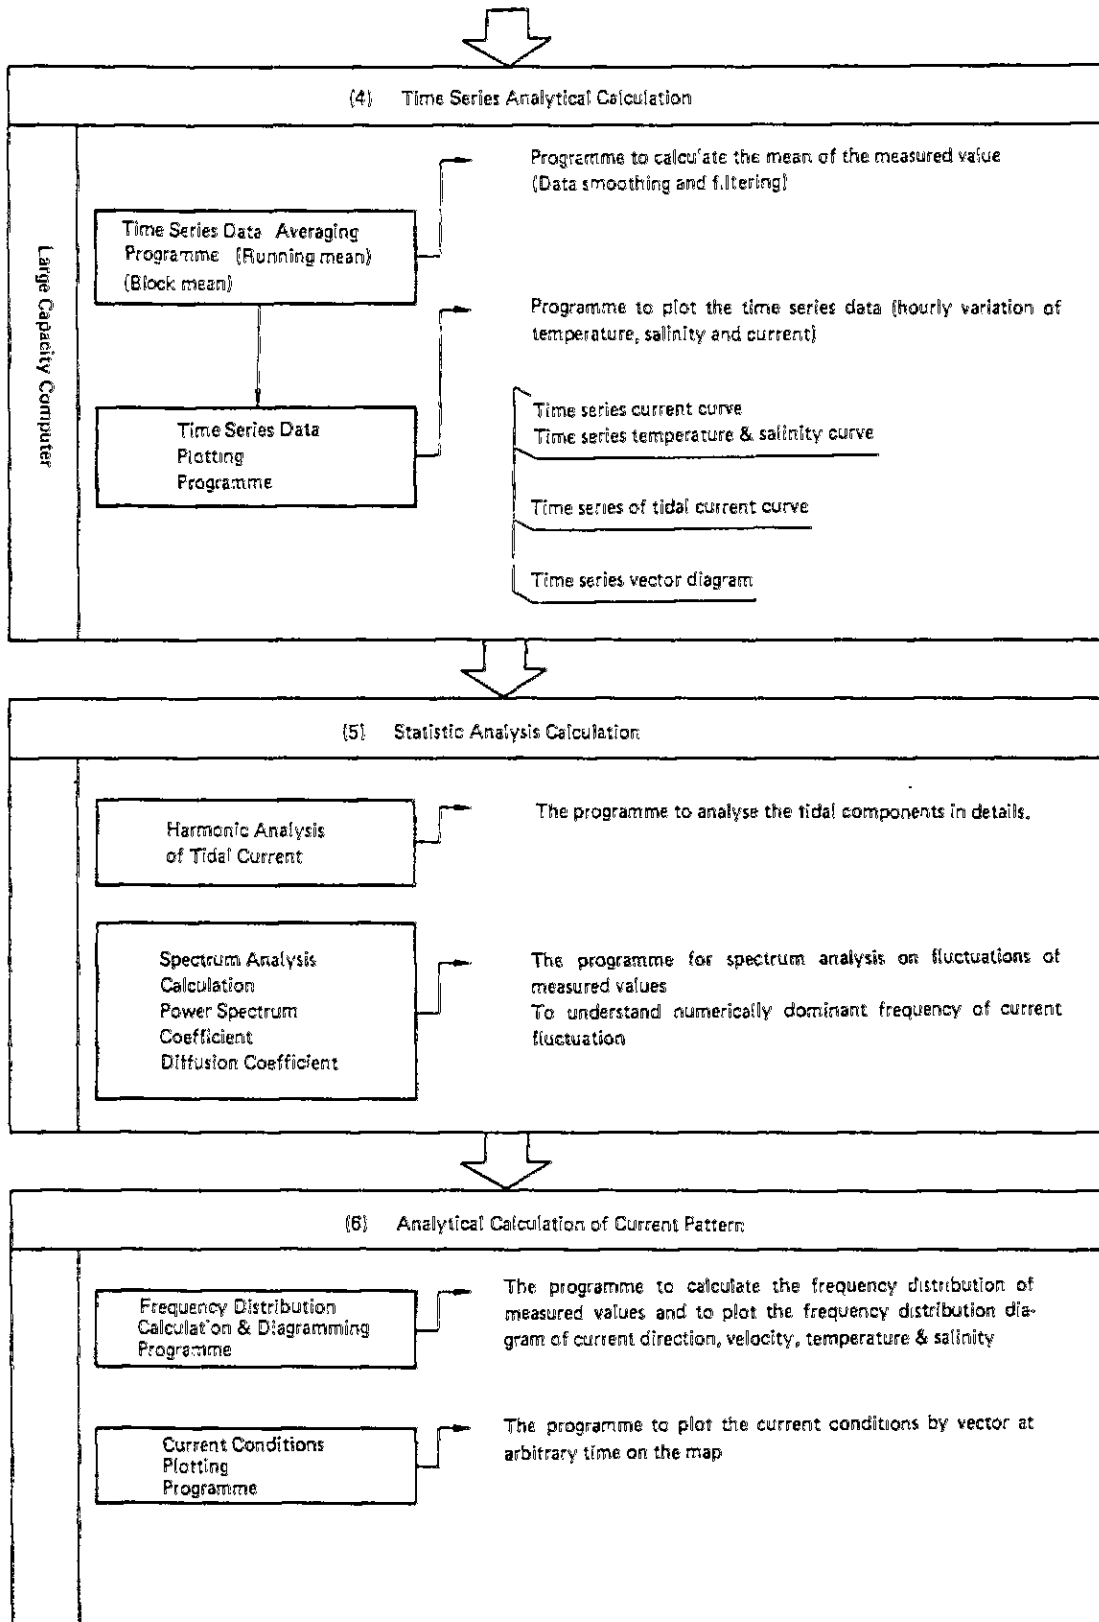 (4) Time Series Analytical Calculation
Large Capacity Computer
Time Series Data Averaging
Programme (Running mean)
(Block mean)
Programme to calculate the mean of the measured value
(Data smoothing and filtering)
Time Series Data
Plotting
Programme
Programme to plot the time series data (hourly variation of
temperature, salinity and current)
Time series current curve
Time series temperature & salinity curve
Time series of tidal current curve
Time series vector diagram
(5) Statistic Analysis Calculation
Harmonic Analysis
of Tidal Current
The programme to analyse the tidal components in details.
Spectrum Analysis
Calculation
Power Spectrum
Coefficient
Diffusion Coefficient
The programme for spectrum analysis on fluctuations of
measured values
To understand numerically dominant frequency of current
fluctuation
(6) Analytical Calculation of Current Pattern
Frequency Distribution
Calculation & Diagramming
Programme
The programme to calculate the frequency distribution of
measured values and to plot the frequency distribution dia-
gram of current direction, velocity, temperature & salinity
Current Conditions
Plotting
Programme
The programme to plot the current conditions by vector at
arbitrary time on the map